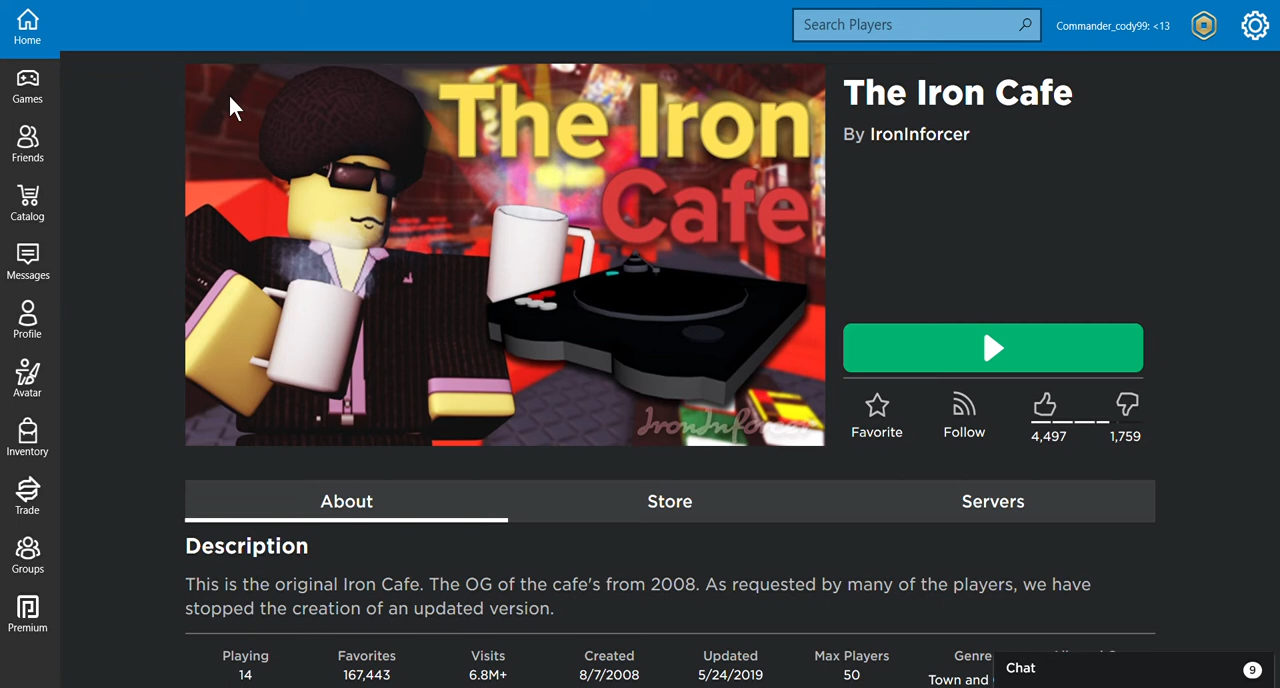 Home
Search Players
Commander_cody99: <13
Games
Friends
Catalog
Messages
Profile
Avatar
Inventory
Trade
Groups
Premium
The Iron
Cafe
IronInforcer
The Iron Cafe
By IronInforcer
Favorite
Follow
4,497
1,759
About
Store
Servers
Description
This is the original Iron Cafe. The OG of the cafe's from 2008. As requested by many of the players, we have
stopped the creation of an updated version.
Playing
Favorites
Visits
Created
Updated
Max Players
Genre
14
167,443
6.8M+
8/7/2008
5/24/2019
50
Town and
Chat
9